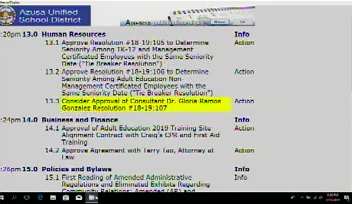 Azusa Unified
School District
:20pm 13.0 Human Resources Info
13.1 Approve Resolution #18-19:105 to Determine Action
Seniority Among TK-12 and Management
Certificated Employees with the Same Seniority
Date ("Tie Breaker Resolution")
13.2 Approve Resolution #18-19:106 to Determine Action
Seniority Among Adult Education Non-
Management Certificated Employees with the
Same Seniority Date ("Tie Breaker Resolution")
13.3 Consider Approval of Consultant Dr. Gloria Ramos Action
Gonzalez Resolution #18-19:107
:24pm 14.0 Business and Finance Info
14.1 Approval of Adult Education 2019 Training Site Action
Alignment Contract with Craig's CPR and First Aid
Training
14.2 Approve Agreement with Terry Tao, Attorney at Action
Law
:26pm 15.0 Policies and Bylaws Info
15.1 First Reading of Amended Administrative Info
Regulations and Eliminated Exhibits Regarding
Community Relations: Amended (AR) and